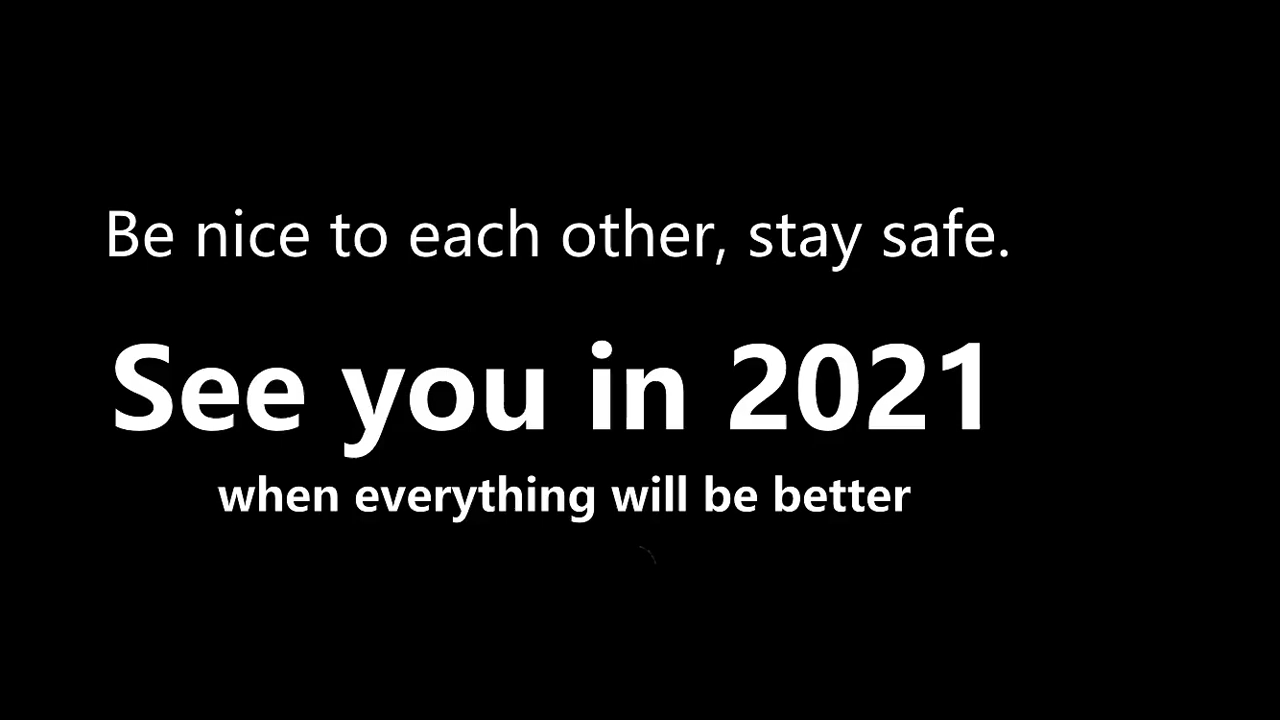 Be nice to each other, stay safe.
See you in 2021
when everything will be better